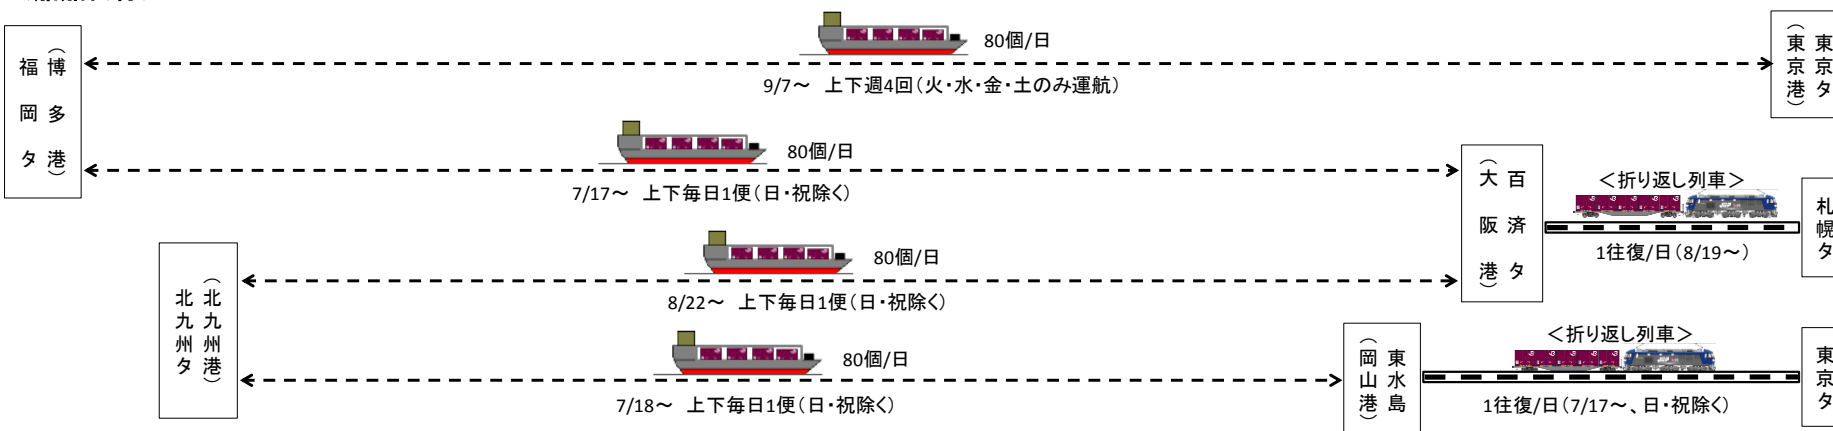 80個/日
9/7～ 上下週4回（火・水・金・土のみ運航）
福岡タ
（博多港）
東京タ
（東京港）
80個/日
7/17～ 上下毎日1便（日・祝除く）
百済タ
（大阪港）
＜折り返し列車＞
1往復/日（8/19～）
札幌タ
80個/日
8/22～ 上下毎日1便（日・祝除く）
（北九州港）
北九州タ
80個/日
7/18～ 上下毎日1便（日・祝除く）
東水島
（岡山港）
＜折り返し列車＞
1往復/日（7/17～、日・祝除く）
東京タ